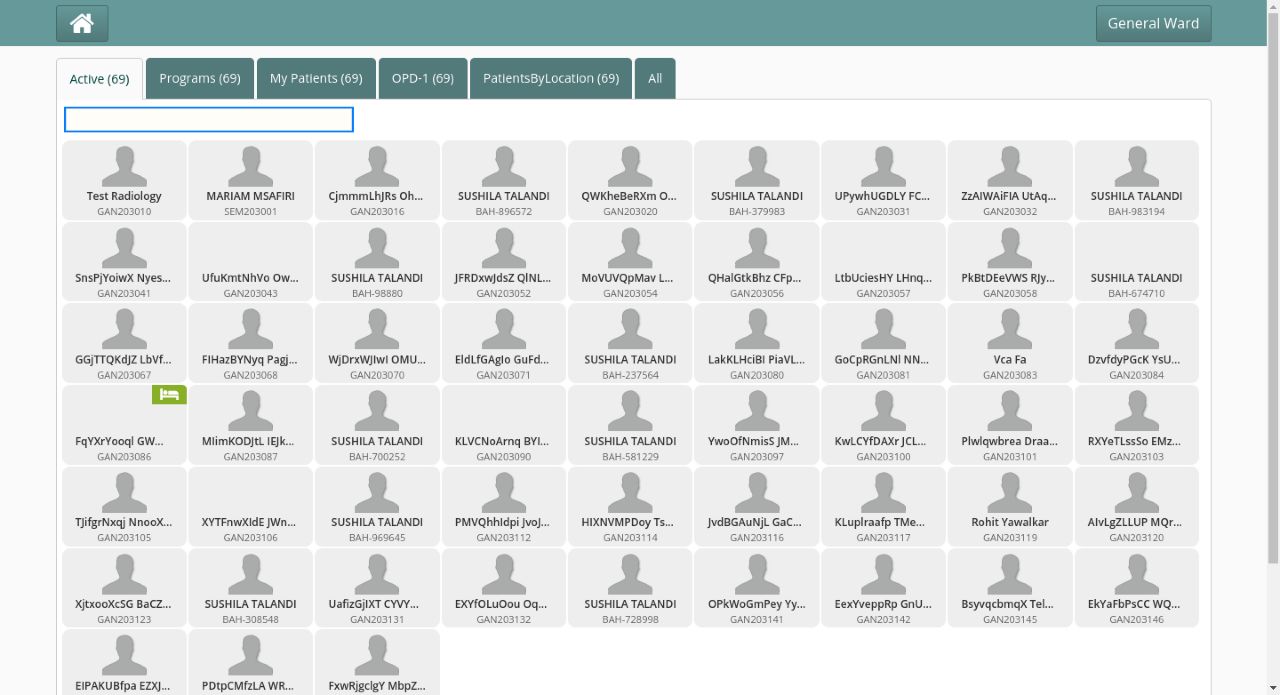 General Ward
Active (69) Programs (69) My Patients (69) OPD-1 (69) PatientsByLocation (69) All
Test Radiology MARIAM MSAFIRI CjmmmLhJRs Oh... SUSHILA TALANDI QWKheBeRXm O... SUSHILA TALANDI UPywhUGDLY FC... ZzAIWAiFIA UtAq... SUSHILA TALANDI
GAN203010 SEM203001 GAN203016 BAH-896572 GAN203020 BAH-379983 GAN203031 GAN203032 BAH-983194
SnsPjYoiwX Nyes... UfuKmtNhVo Ow... SUSHILA TALANDI JFRDxwJdsZ QlNL... MoVUVQpMav L... QHalGtkBhz CFp... LtbUciesHY LHnq... PkBtDEeVWS RJy... SUSHILA TALANDI
GAN203041 GAN203043 BAH-98880 GAN203052 GAN203054 GAN203056 GAN203057 GAN203058 BAH-674710
GGjTTQKdJZ LbVf... FIHazBYNyq Pagj... WjDrxWJIwI OMU... EldLfGAgIo GuFd... SUSHILA TALANDI LakKLHciBI PiaVL... GoCpRGnLNl NN... Vca Fa DzvfdyPGcK YsU...
GAN203067 GAN203068 GAN203070 GAN203071 BAH-237564 GAN203080 GAN203081 GAN203083 GAN203084
FqYXrYooql GW... MIimKODJtL IEJk... SUSHILA TALANDI KLVCNoArnq BYI... SUSHILA TALANDI YwoOfNmisS JM... KwLCYfDAXr JCL... Plwlqwbrea Draa... RXYeTLssSo EMz...
GAN203086 GAN203087 BAH-700252 GAN203090 BAH-581229 GAN203097 GAN203100 GAN203101 GAN203103
TJifgrNxqj NnooX... XYTFnwXIdE JWn... SUSHILA TALANDI PMVQhhIdpi JvoJ... HIXNVMPDoy Ts... JvdBGAuNjL GaC... KLuplraafp TMe... Rohit Yawalkar AIvLgZLLUP MQr...
GAN203105 GAN203106 BAH-969645 GAN203112 GAN203114 GAN203116 GAN203117 GAN203119 GAN203120
XjtxooXcSG BaCZ... SUSHILA TALANDI UafizGjIXT CYVY... EXYfOLuOou Oq... SUSHILA TALANDI OPkWoGmPey Yy... EexYveppRp GnU... BsyvqcbmqX Tel... EkYaFbPsCC WQ...
GAN203123 BAH-308548 GAN203131 GAN203132 BAH-728998 GAN203141 GAN203142 GAN203145 GAN203146
EIPAKUBfpa EZXJ... PDtpCMfzLA WR... FxwRjgclgY MbpZ...